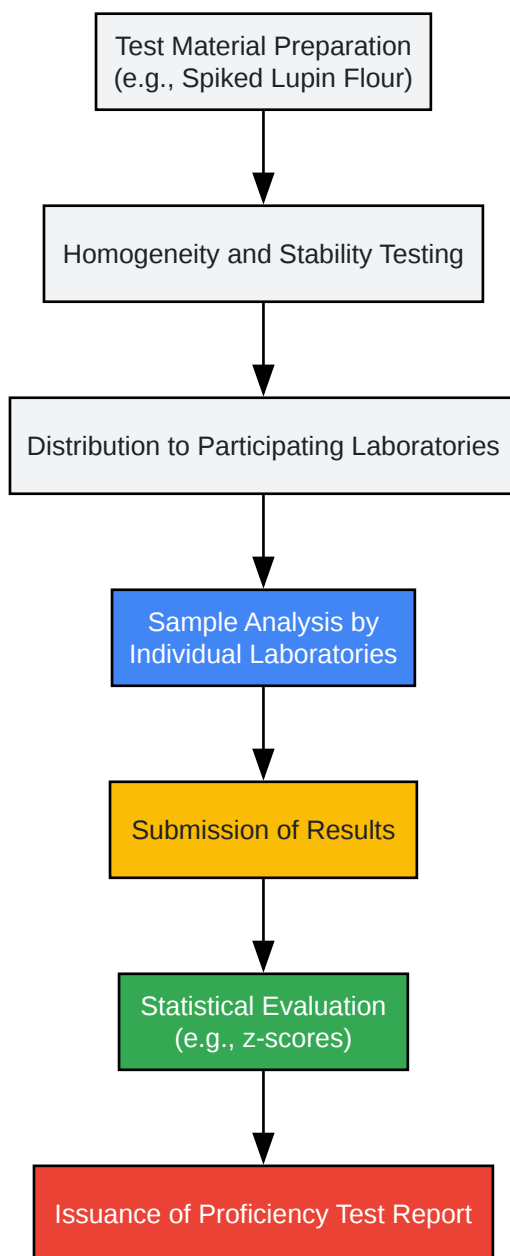 Test Material Preparation
(e.g., Spiked Lupin Flour)
Homogeneity and Stability Testing
Distribution to Participating Laboratories
Sample Analysis by
Individual Laboratories
Submission of Results
Statistical Evaluation
(e.g., z-scores)
Issuance of Proficiency Test Report